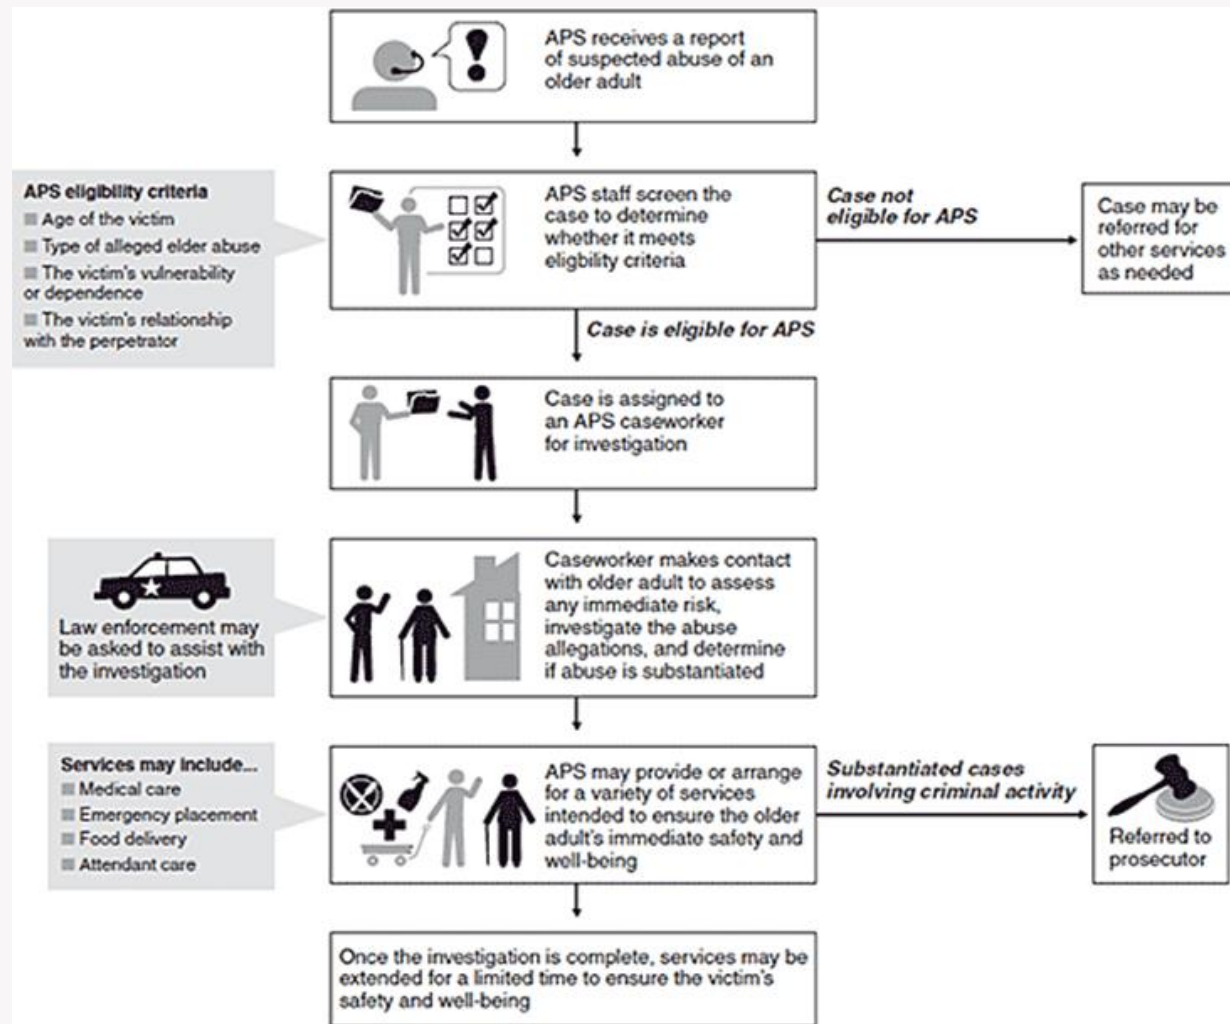 APS receives a report
of suspected abuse of an
older adult
APS eligibility criteria
Age of the victim
Type of alleged elder abuse
The victim's vulnerability
or dependence
The victim's relationship
with the perpetrator
APS staff screen the
case to determine
whether it meets
eligbility criteria
Case not
eligible for APS
Case may be
referred for
other services
as needed
Case is eligible for APS
Case is assigned to
an APS caseworker
for investigation
Law enforcement may
be asked to assist with
the investigation
Caseworker makes contact
with older adult to assess
any immediate risk,
investigate the abuse
allegations, and determine
if abuse is substantiated
Services may include...
Medical care
Emergency placement
Food delivery
Attendant care
APS may provide or arrange
for a variety of services
intended to ensure the older
adult's immediate safety and
well-being
Substantiated cases
involving criminal activity
Referred to
prosecutor
Once the investigation is complete, services may be
extended for a limited time to ensure the victim's
safety and well-being